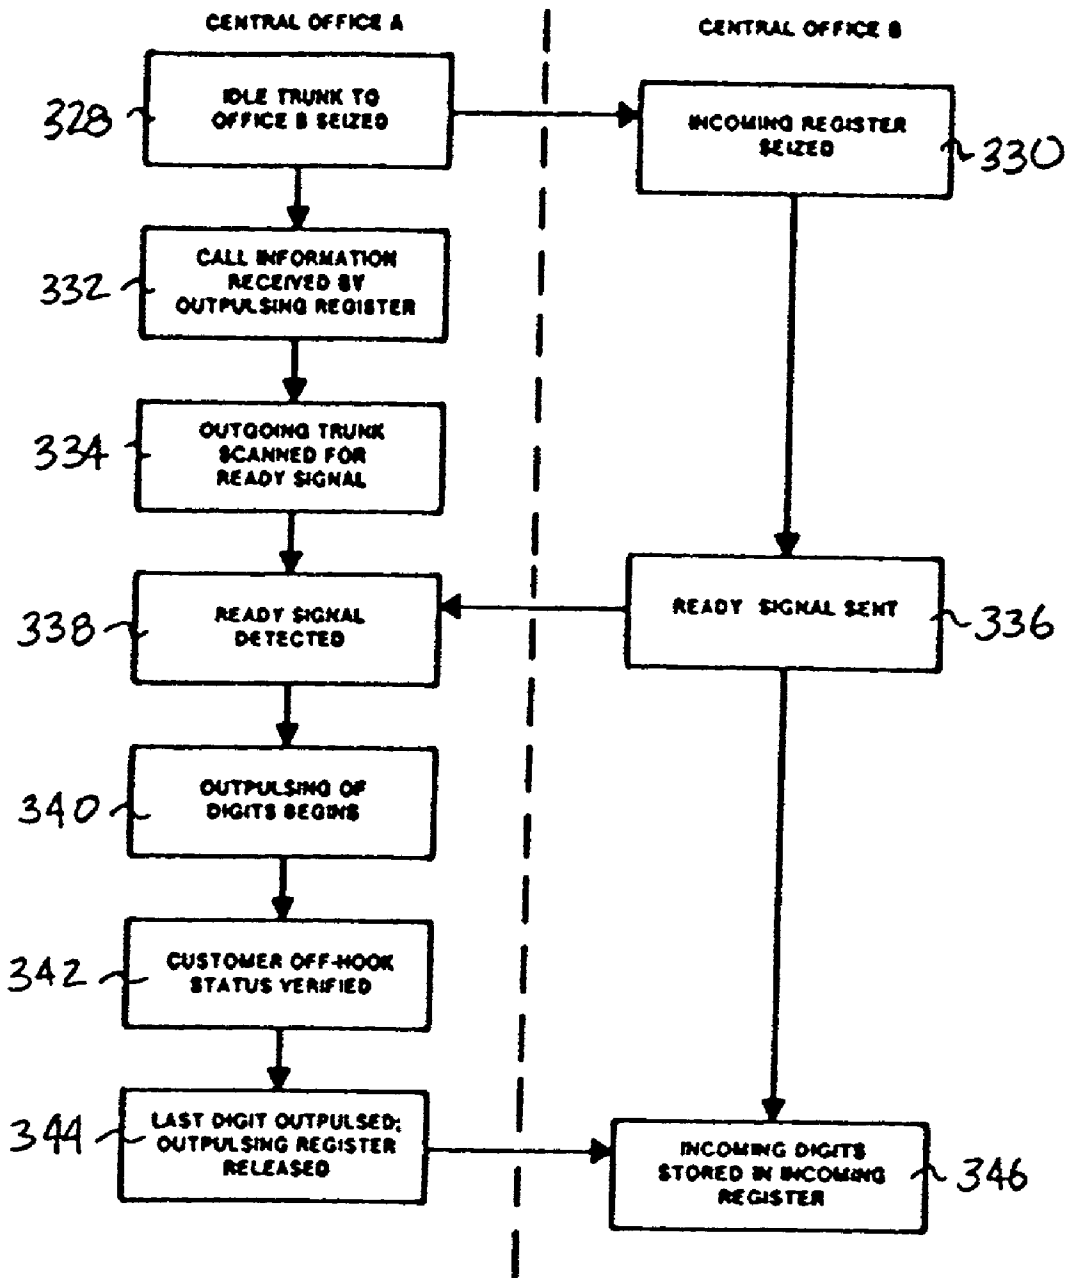 CENTRAL OFFICE A
CENTRAL OFFICE B
328
IDLE TRUNK TO
OFFICE B SEIZED
INCOMING REGISTER
SEIZED
330
332
CALL INFORMATION
RECEIVED BY
OUTPULSING REGISTER
334
OUTGOING TRUNK
SCANNED FOR
READY SIGNAL
338
READY SIGNAL
DETECTED
READY SIGNAL SENT
336
340
OUTPULSING OF
DIGITS BEGINS
342
CUSTOMER OFF-HOOK
STATUS VERIFIED
344
LAST DIGIT OUTPULSED;
OUTPULSING REGISTER
RELEASED
INCOMING DIGITS
STORED IN INCOMING
REGISTER
346